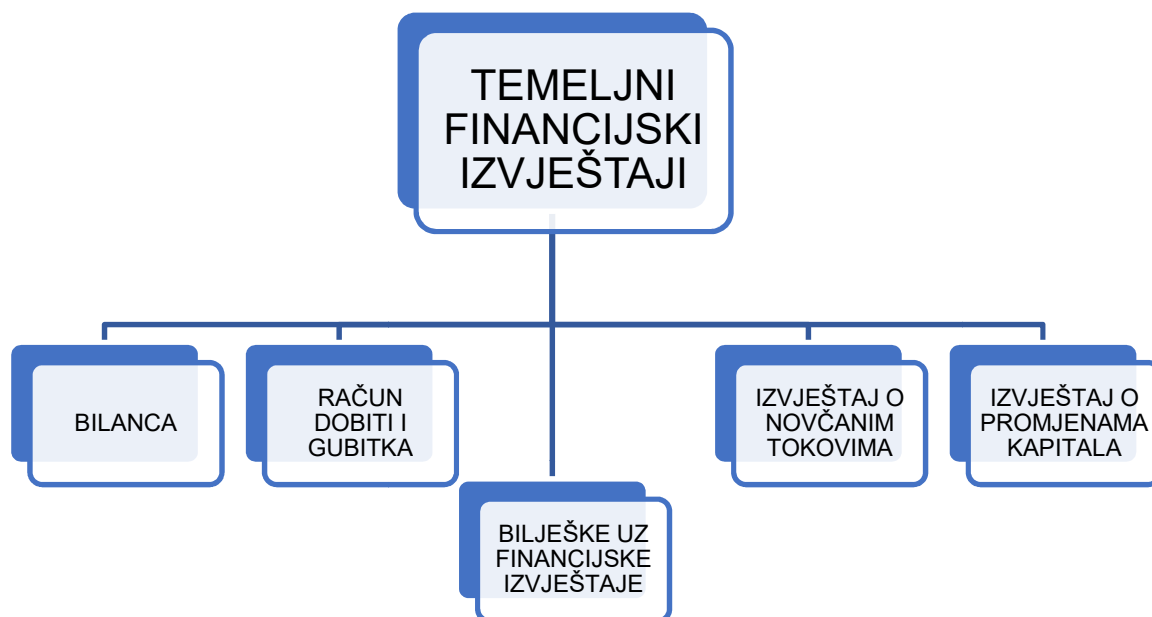 TEMELJNI
FINANCIJSKI
IZVJEŠTAJI
BILANCA
RAČUN
DOBITI I
GUBITKA
IZVJEŠTAJ O
NOVČANIM
TOKOVIMA
IZVJEŠTAJ O
PROMJENAMA
KAPITALA
BILJEŠKE UZ
FINANCIJSKE
IZVJEŠTAJE